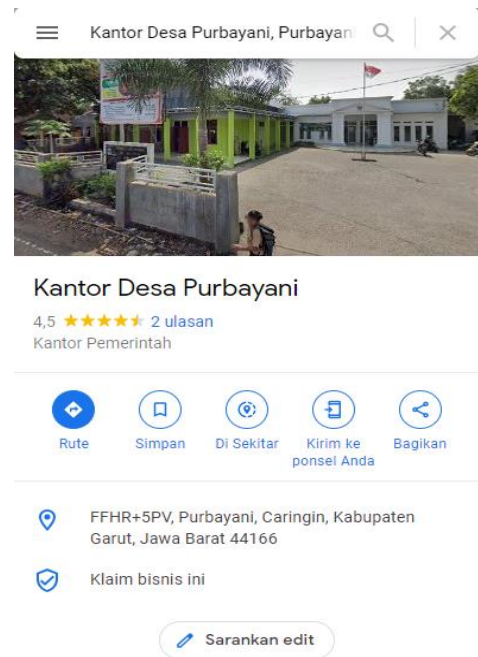 Kantor Desa Purbayani, Purbayan
Kantor Desa Purbayani
4,5 2 ulasan
Kantor Pemerintah
Rute
Simpan
Di Sekitar
Kirim ke
ponsel Anda
Bagikan
FFHR+5PV, Purbayani, Caringin, Kabupaten
Garut, Jawa Barat 44166
Klaim bisnis ini
Sarankan edit